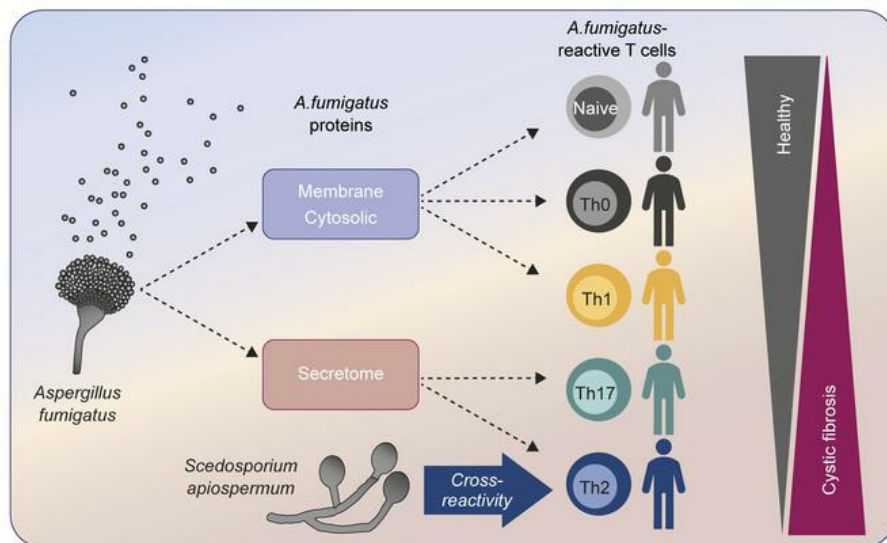 A.fumigatus-
reactive T cells
A.fumigatus
proteins
Naive
Membrane
Cytosolic
Th0
Th1
Aspergillus
fumigatus
Secretome
Th17
Scedosporium
apiospermum
Cross-
reactivity
Th2
Healthy
Cystic fibrosis